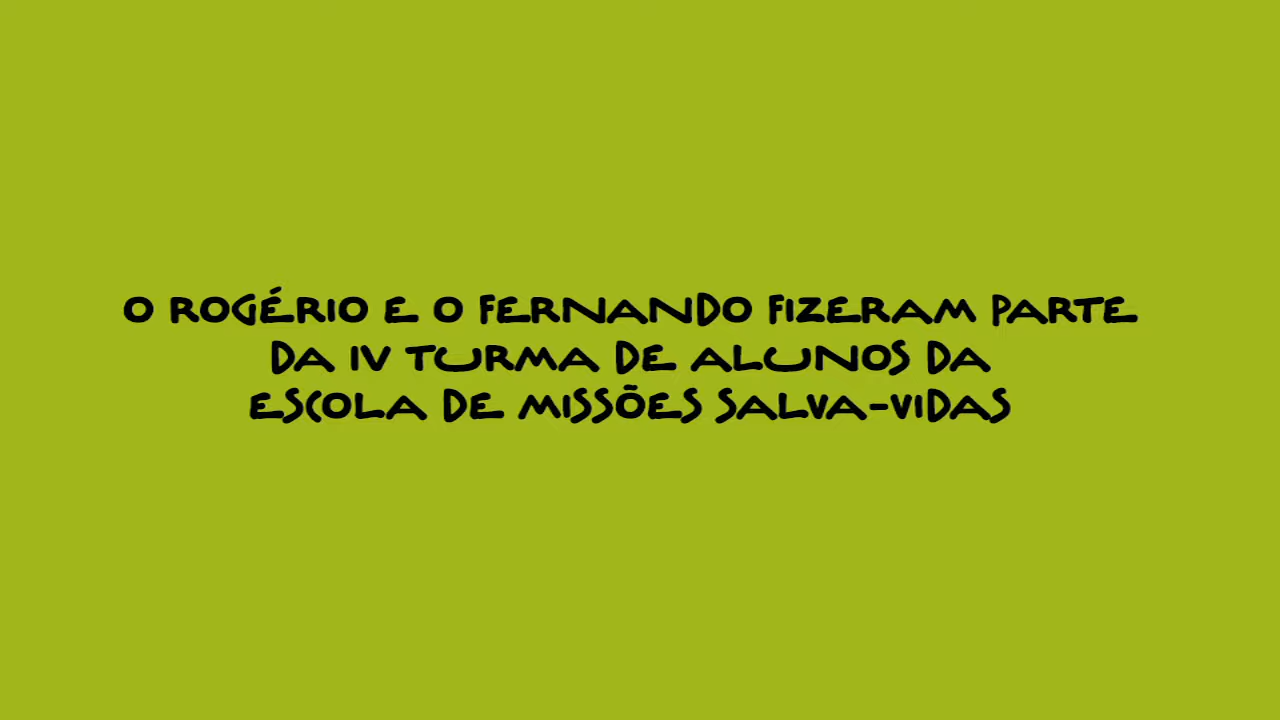 O ROGÉRIO E O FERNANDO FIZERAM PARTE
DA IV TURMA DE ALUNOS DA
ESCOLA DE MISSÕES SALVA-VIDAS